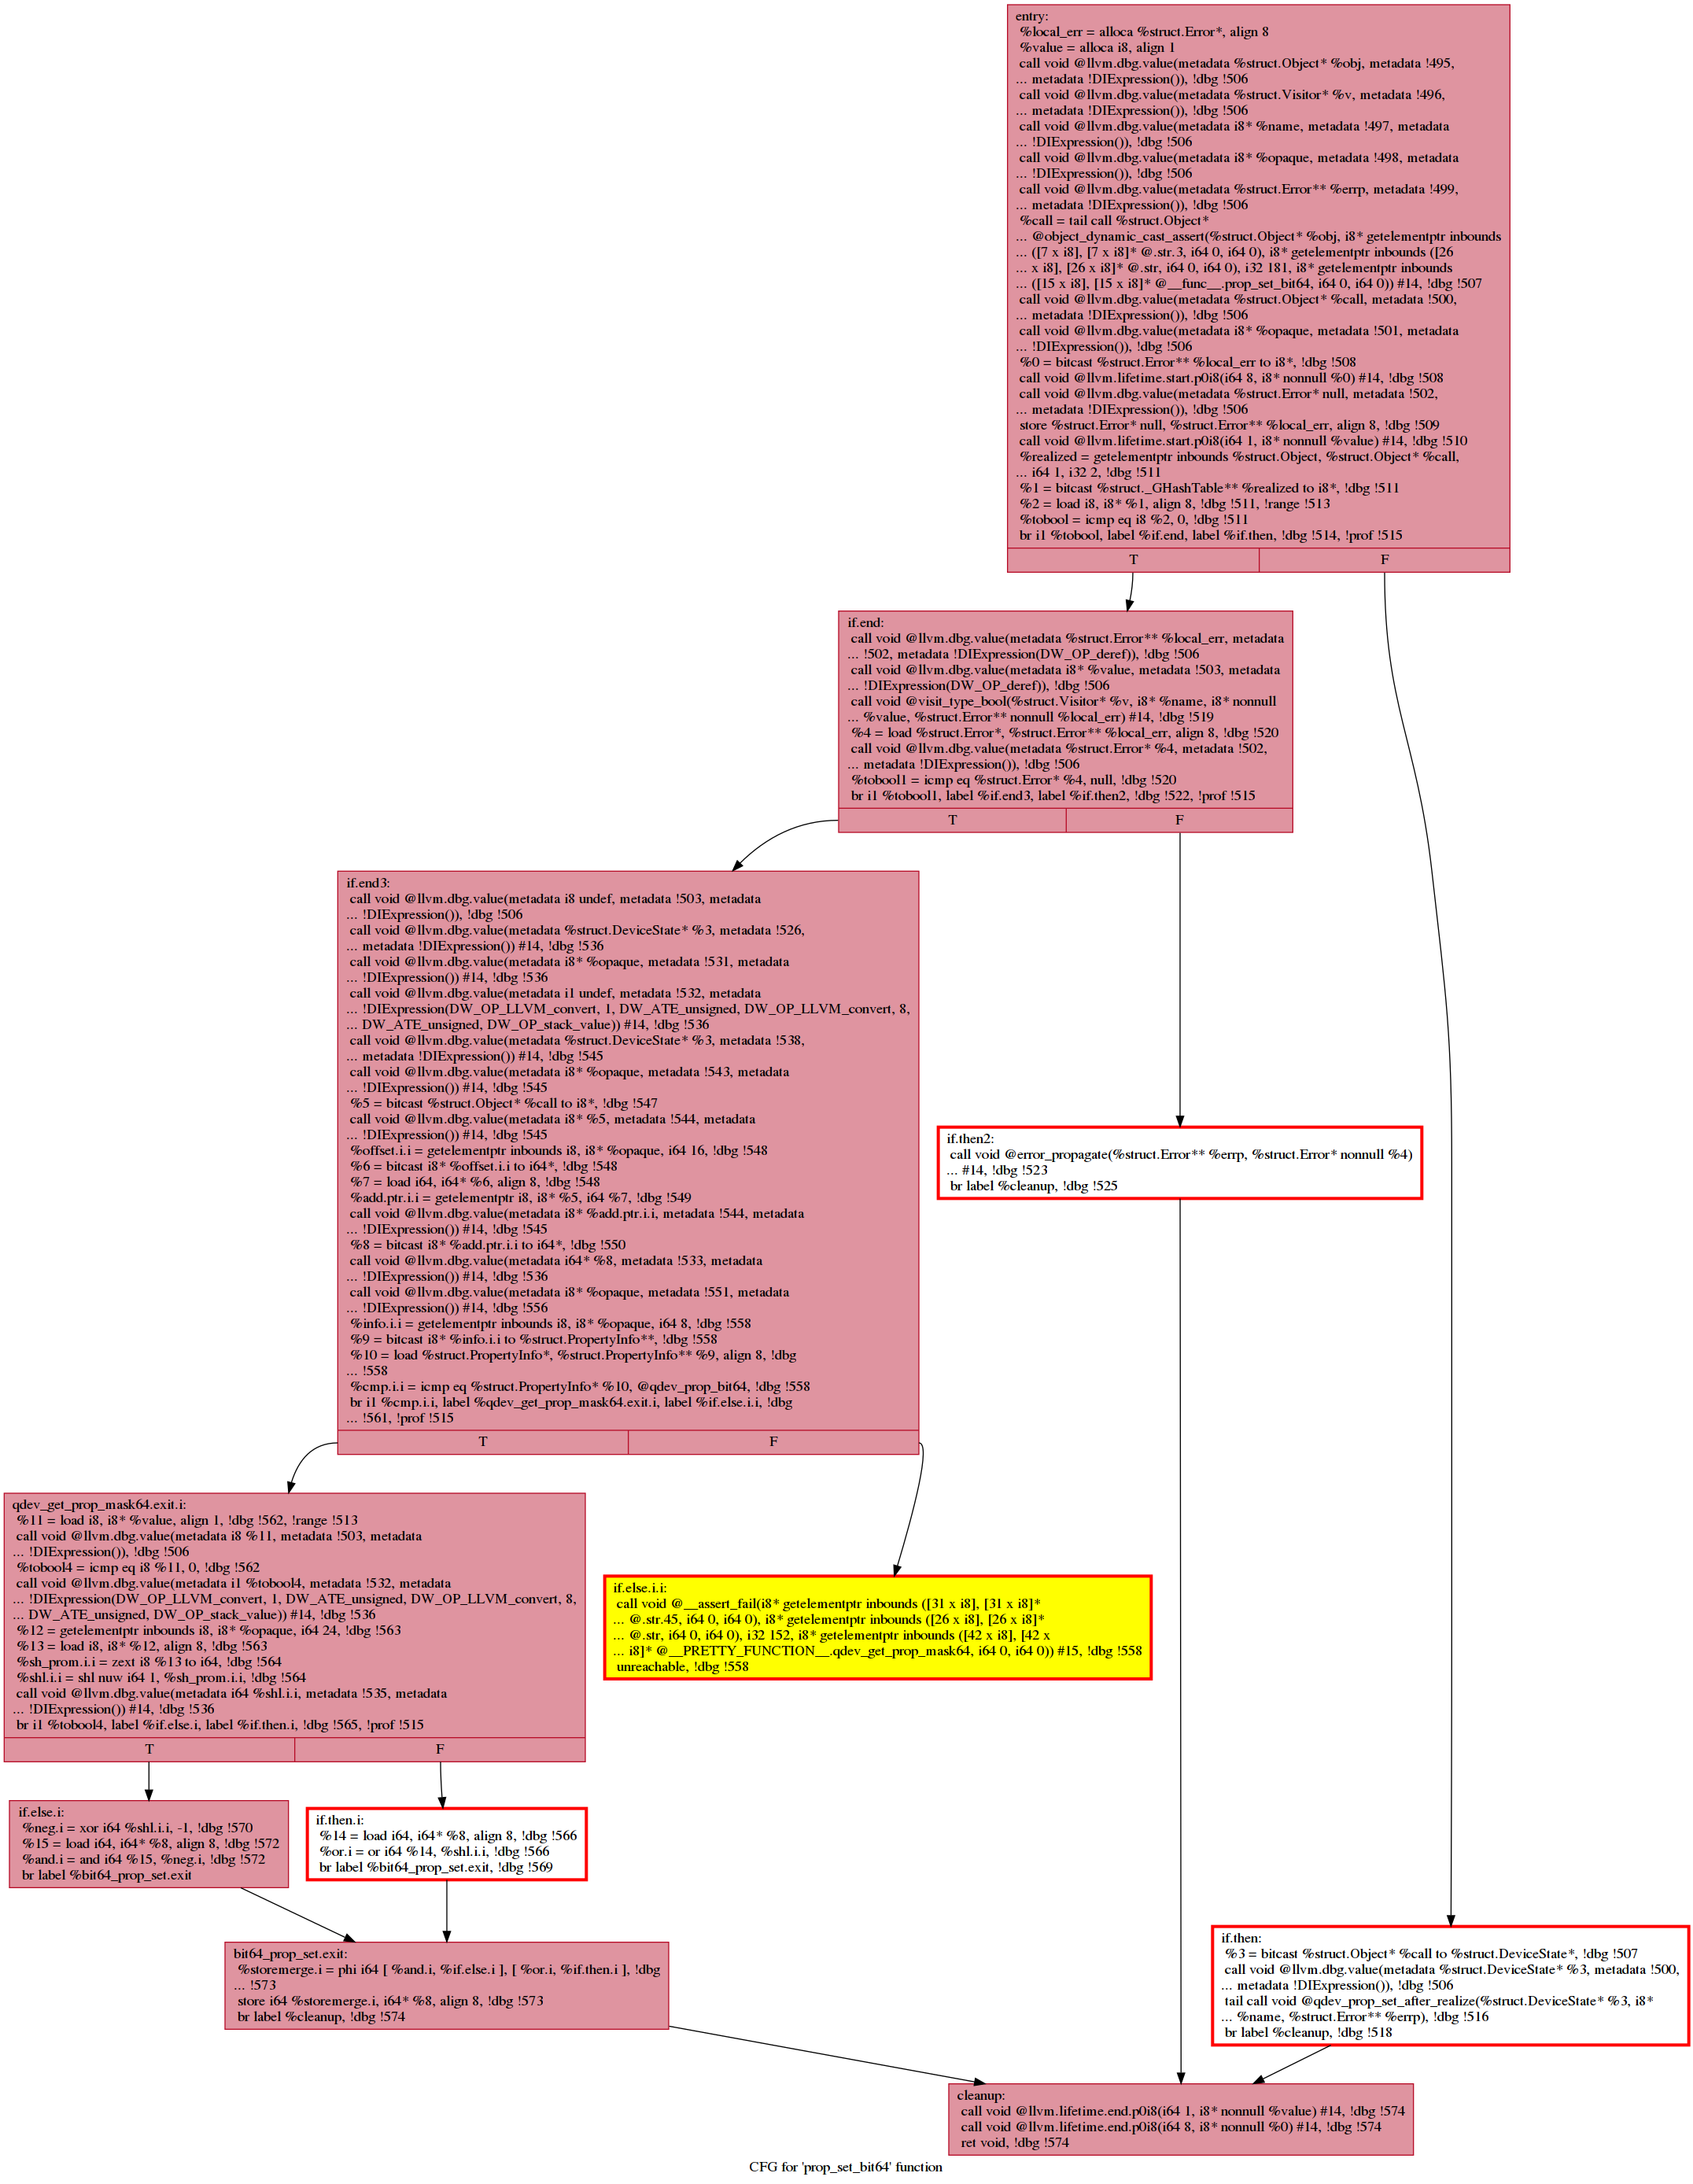 entry:
%local_err = alloca %struct.Error*, align 8
%value = alloca i8, align 1
call void @llvm.dbg.value(metadata %struct.Object* %obj, metadata !495,
... metadata !DIExpression()), !dbg !506
call void @llvm.dbg.value(metadata %struct.Visitor* %v, metadata !496,
... metadata !DIExpression()), !dbg !506
call void @llvm.dbg.value(metadata i8* %name, metadata !497, metadata
... !DIExpression()), !dbg !506
call void @llvm.dbg.value(metadata i8* %opaque, metadata !498, metadata
... !DIExpression()), !dbg !506
call void @llvm.dbg.value(metadata %struct.Error** %errp, metadata !499,
... metadata !DIExpression()), !dbg !506
%call = tail call %struct.Object*
... @object_dynamic_cast_assert(%struct.Object* %obj, i8* getelementptr inbounds
... ([7 x i8], [7 x i8]* @.str.3, i64 0, i64 0), i8* getelementptr inbounds ([26
... x i8], [26 x i8]* @.str, i64 0, i64 0), i32 181, i8* getelementptr inbounds
... ([15 x i8], [15 x i8]* @__func__.prop_set_bit64, i64 0, i64 0)) #14, !dbg !507
call void @llvm.dbg.value(metadata %struct.Object* %call, metadata !500,
... metadata !DIExpression()), !dbg !506
call void @llvm.dbg.value(metadata i8* %opaque, metadata !501, metadata
... !DIExpression()), !dbg !506
%0 = bitcast %struct.Error** %local_err to i8*, !dbg !508
call void @llvm.lifetime.start.p0i8(i64 8, i8* nonnull %0) #14, !dbg !508
call void @llvm.dbg.value(metadata %struct.Error* null, metadata !502,
... metadata !DIExpression()), !dbg !506
store %struct.Error* null, %struct.Error** %local_err, align 8, !dbg !509
call void @llvm.lifetime.start.p0i8(i64 1, i8* nonnull %value) #14, !dbg !510
%realized = getelementptr inbounds %struct.Object, %struct.Object* %call,
... i64 1, i32 2, !dbg !511
%1 = bitcast %struct._GHashTable** %realized to i8*, !dbg !511
%2 = load i8, i8* %1, align 8, !dbg !511, !range !513
%tobool = icmp eq i8 %2, 0, !dbg !511
br i1 %tobool, label %if.end, label %if.then, !dbg !514, !prof !515
T F
if.end:
call void @llvm.dbg.value(metadata %struct.Error** %local_err, metadata
... !502, metadata !DIExpression(DW_OP_deref)), !dbg !506
call void @llvm.dbg.value(metadata i8* %value, metadata !503, metadata
... !DIExpression(DW_OP_deref)), !dbg !506
call void @visit_type_bool(%struct.Visitor* %v, i8* %name, i8* nonnull
... %value, %struct.Error** nonnull %local_err) #14, !dbg !519
%4 = load %struct.Error*, %struct.Error** %local_err, align 8, !dbg !520
call void @llvm.dbg.value(metadata %struct.Error* %4, metadata !502,
... metadata !DIExpression()), !dbg !506
%tobool1 = icmp eq %struct.Error* %4, null, !dbg !520
br i1 %tobool1, label %if.end3, label %if.then2, !dbg !522, !prof !515
T F
if.end3:
call void @llvm.dbg.value(metadata i8 undef, metadata !503, metadata
... !DIExpression()), !dbg !506
call void @llvm.dbg.value(metadata %struct.DeviceState* %3, metadata !526,
... metadata !DIExpression()) #14, !dbg !536
call void @llvm.dbg.value(metadata i8* %opaque, metadata !531, metadata
... !DIExpression()) #14, !dbg !536
call void @llvm.dbg.value(metadata i1 undef, metadata !532, metadata
... !DIExpression(DW_OP_LLVM_convert, 1, DW_ATE_unsigned, DW_OP_LLVM_convert, 8,
... DW_ATE_unsigned, DW_OP_stack_value)) #14, !dbg !536
call void @llvm.dbg.value(metadata %struct.DeviceState* %3, metadata !538,
... metadata !DIExpression()) #14, !dbg !545
call void @llvm.dbg.value(metadata i8* %opaque, metadata !543, metadata
... !DIExpression()) #14, !dbg !545
%5 = bitcast %struct.Object* %call to i8*, !dbg !547
call void @llvm.dbg.value(metadata i8* %5, metadata !544, metadata
... !DIExpression()) #14, !dbg !545
%offset.i.i = getelementptr inbounds i8, i8* %opaque, i64 16, !dbg !548
%6 = bitcast i8* %offset.i.i to i64*, !dbg !548
%7 = load i64, i64* %6, align 8, !dbg !548
%add.ptr.i.i = getelementptr i8, i8* %5, i64 %7, !dbg !549
call void @llvm.dbg.value(metadata i8* %add.ptr.i.i, metadata !544, metadata
... !DIExpression()) #14, !dbg !545
%8 = bitcast i8* %add.ptr.i.i to i64*, !dbg !550
call void @llvm.dbg.value(metadata i64* %8, metadata !533, metadata
... !DIExpression()) #14, !dbg !536
call void @llvm.dbg.value(metadata i8* %opaque, metadata !551, metadata
... !DIExpression()) #14, !dbg !556
%info.i.i = getelementptr inbounds i8, i8* %opaque, i64 8, !dbg !558
%9 = bitcast i8* %info.i.i to %struct.PropertyInfo**, !dbg !558
%10 = load %struct.PropertyInfo*, %struct.PropertyInfo** %9, align 8, !dbg
... !558
%cmp.i.i = icmp eq %struct.PropertyInfo* %10, @qdev_prop_bit64, !dbg !558
br i1 %cmp.i.i, label %qdev_get_prop_mask64.exit.i, label %if.else.i.i, !dbg
... !561, !prof !515
T F
if.then2:
call void @error_propagate(%struct.Error** %errp, %struct.Error* nonnull %4)
... #14, !dbg !523
br label %cleanup, !dbg !525
qdev_get_prop_mask64.exit.i:
%11 = load i8, i8* %value, align 1, !dbg !562, !range !513
call void @llvm.dbg.value(metadata i8 %11, metadata !503, metadata
... !DIExpression()), !dbg !506
%tobool4 = icmp eq i8 %11, 0, !dbg !562
call void @llvm.dbg.value(metadata i1 %tobool4, metadata !532, metadata
... !DIExpression(DW_OP_LLVM_convert, 1, DW_ATE_unsigned, DW_OP_LLVM_convert, 8,
... DW_ATE_unsigned, DW_OP_stack_value)) #14, !dbg !536
%12 = getelementptr inbounds i8, i8* %opaque, i64 24, !dbg !563
%13 = load i8, i8* %12, align 8, !dbg !563
%sh_prom.i.i = zext i8 %13 to i64, !dbg !564
%shl.i.i = shl nuw i64 1, %sh_prom.i.i, !dbg !564
call void @llvm.dbg.value(metadata i64 %shl.i.i, metadata !535, metadata
... !DIExpression()) #14, !dbg !536
br i1 %tobool4, label %if.else.i, label %if.then.i, !dbg !565, !prof !515
T F
if.else.i.i:
call void @__assert_fail(i8* getelementptr inbounds ([31 x i8], [31 x i8]*
... @.str.45, i64 0, i64 0), i8* getelementptr inbounds ([26 x i8], [26 x i8]*
... @.str, i64 0, i64 0), i32 152, i8* getelementptr inbounds ([42 x i8], [42 x
... i8]* @__PRETTY_FUNCTION__.qdev_get_prop_mask64, i64 0, i64 0)) #15, !dbg !558
unreachable, !dbg !558
if.else.i:
%neg.i = xor i64 %shl.i.i, -1, !dbg !570
%15 = load i64, i64* %8, align 8, !dbg !572
%and.i = and i64 %15, %neg.i, !dbg !572
br label %bit64_prop_set.exit
if.then.i:
%14 = load i64, i64* %8, align 8, !dbg !566
%or.i = or i64 %14, %shl.i.i, !dbg !566
br label %bit64_prop_set.exit, !dbg !569
bit64_prop_set.exit:
%storemerge.i = phi i64 [ %and.i, %if.else.i ], [ %or.i, %if.then.i ], !dbg
... !573
store i64 %storemerge.i, i64* %8, align 8, !dbg !573
br label %cleanup, !dbg !574
if.then:
%3 = bitcast %struct.Object* %call to %struct.DeviceState*, !dbg !507
call void @llvm.dbg.value(metadata %struct.DeviceState* %3, metadata !500,
... metadata !DIExpression()), !dbg !506
tail call void @qdev_prop_set_after_realize(%struct.DeviceState* %3, i8*
... %name, %struct.Error** %errp), !dbg !516
br label %cleanup, !dbg !518
cleanup:
call void @llvm.lifetime.end.p0i8(i64 1, i8* nonnull %value) #14, !dbg !574
call void @llvm.lifetime.end.p0i8(i64 8, i8* nonnull %0) #14, !dbg !574
ret void, !dbg !574
CFG for 'prop_set_bit64' function